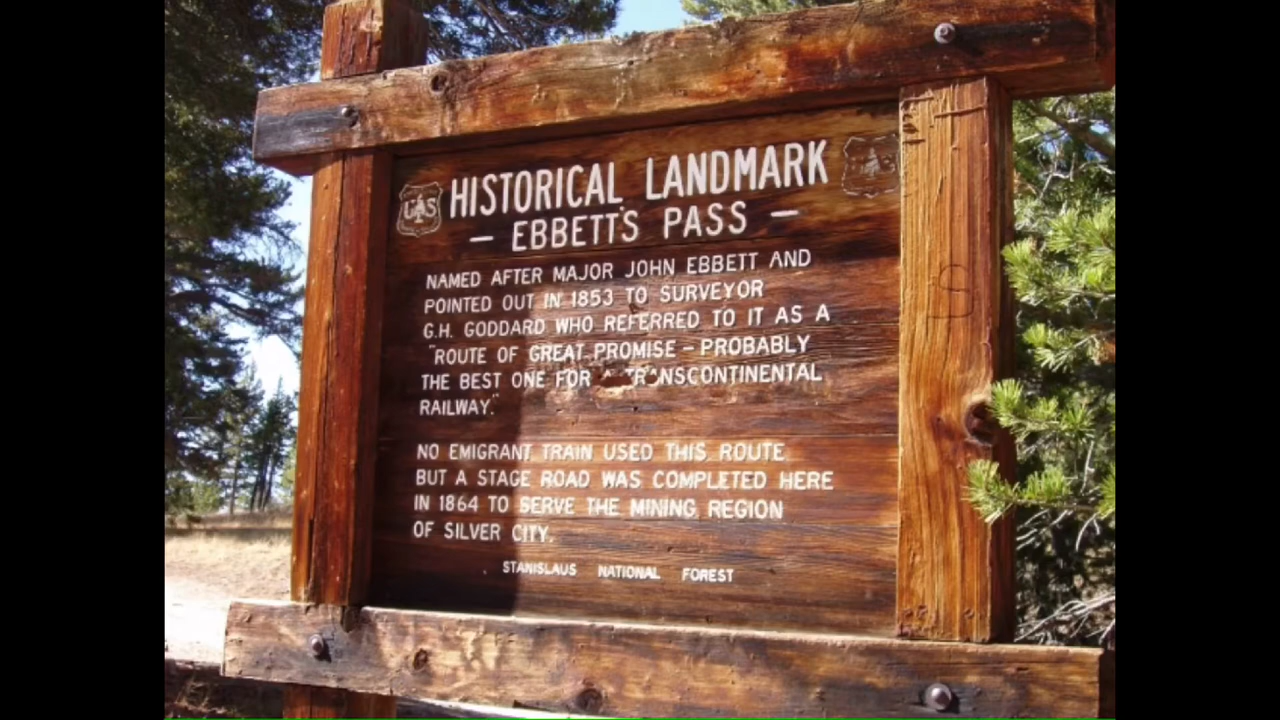 HISTORICAL LANDMARK
U S
— EBBETT'S PASS —
NAMED AFTER MAJOR JOHN EBBETT AND
POINTED OUT IN 1853 TO SURVEYOR
G.H. GODDARD WHO REFERRED TO IT AS A
"ROUTE OF GREAT PROMISE – PROBABLY
THE BEST ONE FOR A TRANSCONTINENTAL
RAILWAY."
NO EMIGRANT TRAIN USED THIS ROUTE
BUT A STAGE ROAD WAS COMPLETED HERE
IN 1864 TO SERVE THE MINING REGION
OF SILVER CITY.
STANISLAUS NATIONAL FOREST